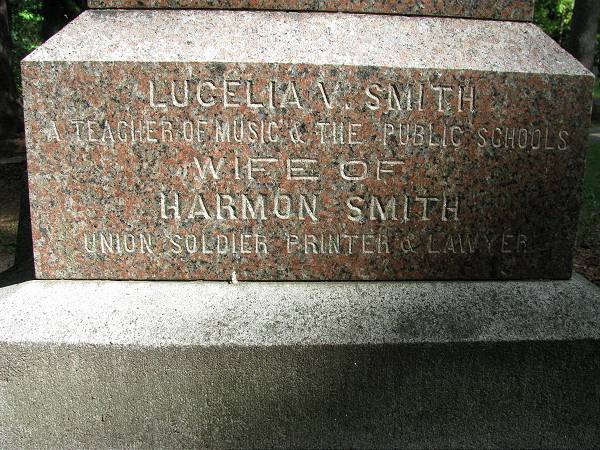 LUCELIA V. SMITH
A TEACHER OF MUSIC & THE PUBLIC SCHOOLS
WIFE OF
HARMON SMITH
UNION SOLDIER PRINTER & LAWYER